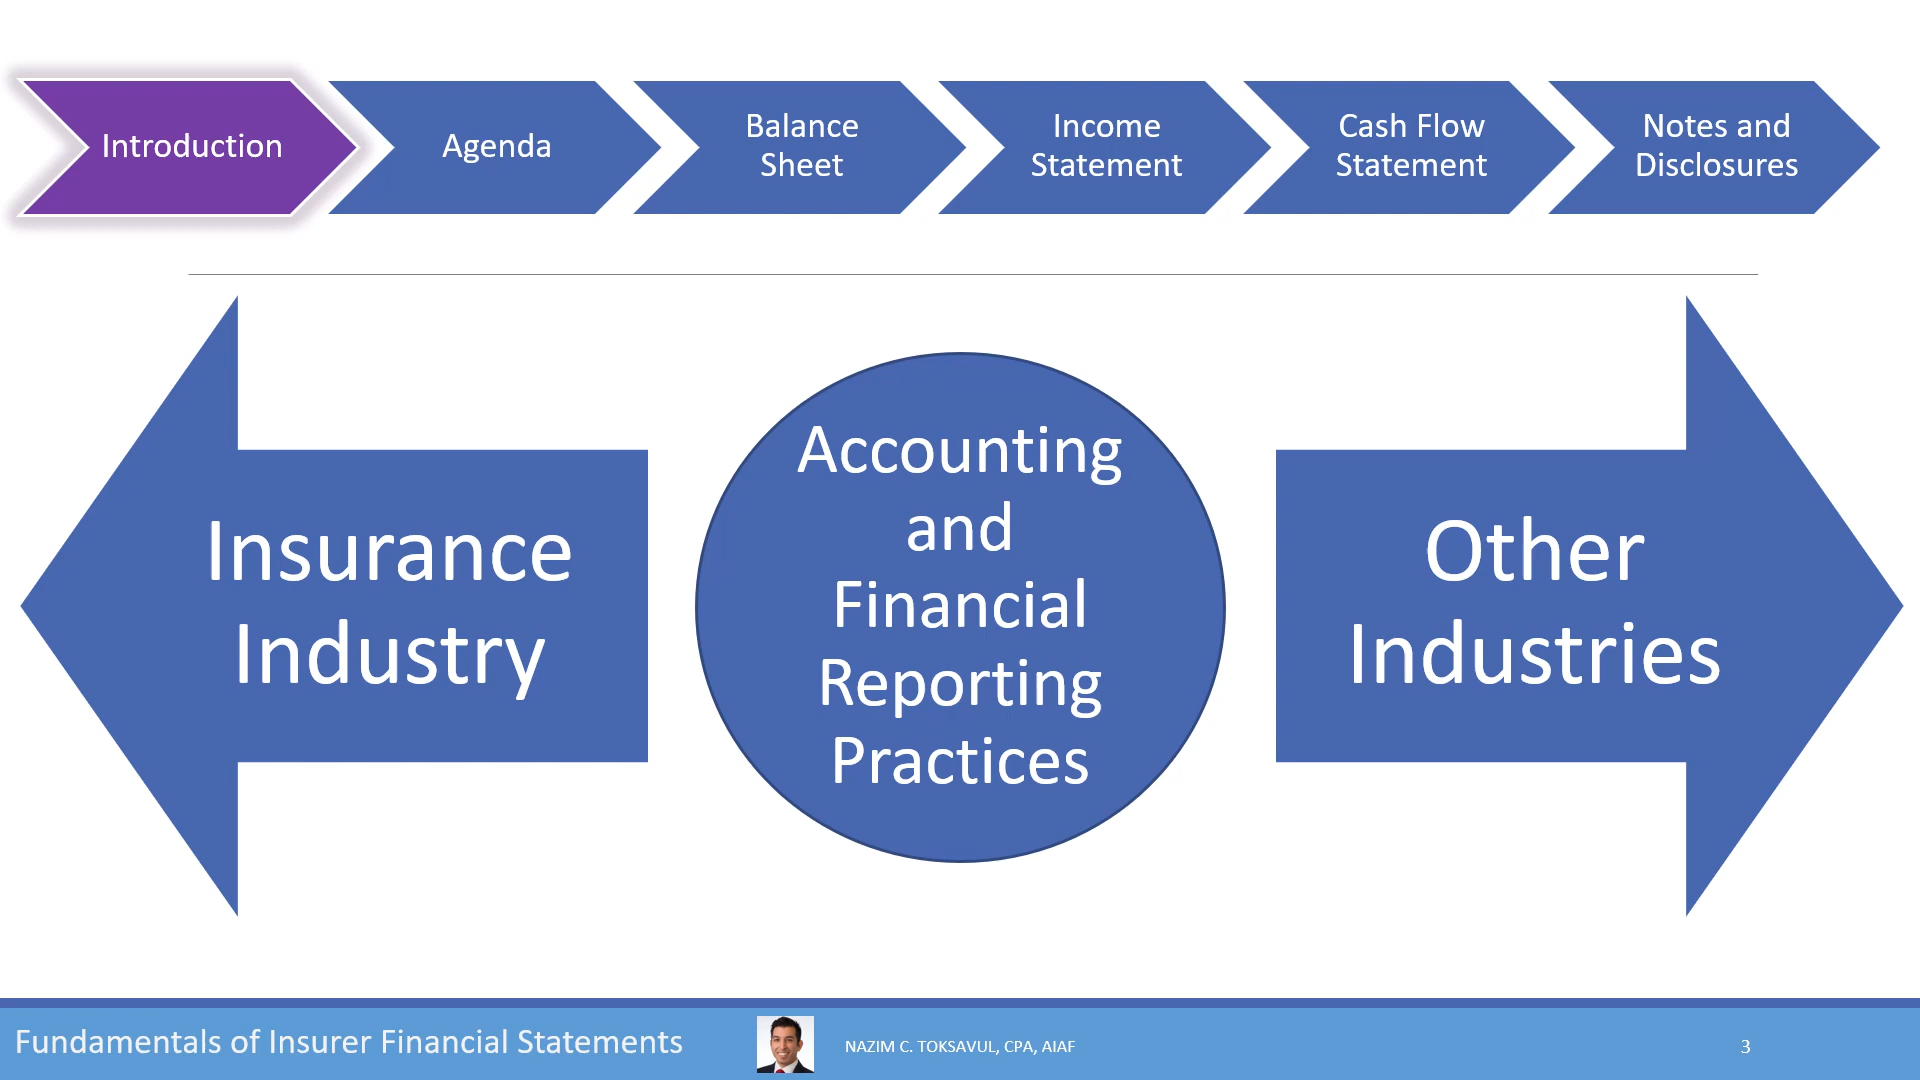 Introduction
Agenda
Balance
Sheet
Income
Statement
Cash Flow
Statement
Notes and
Disclosures
Insurance
Industry
Accounting
and
Financial
Reporting
Practices
Other
Industries
Fundamentals of Insurer Financial Statements
NAZIM C. TOKSAVUL, CPA, AIAF
3